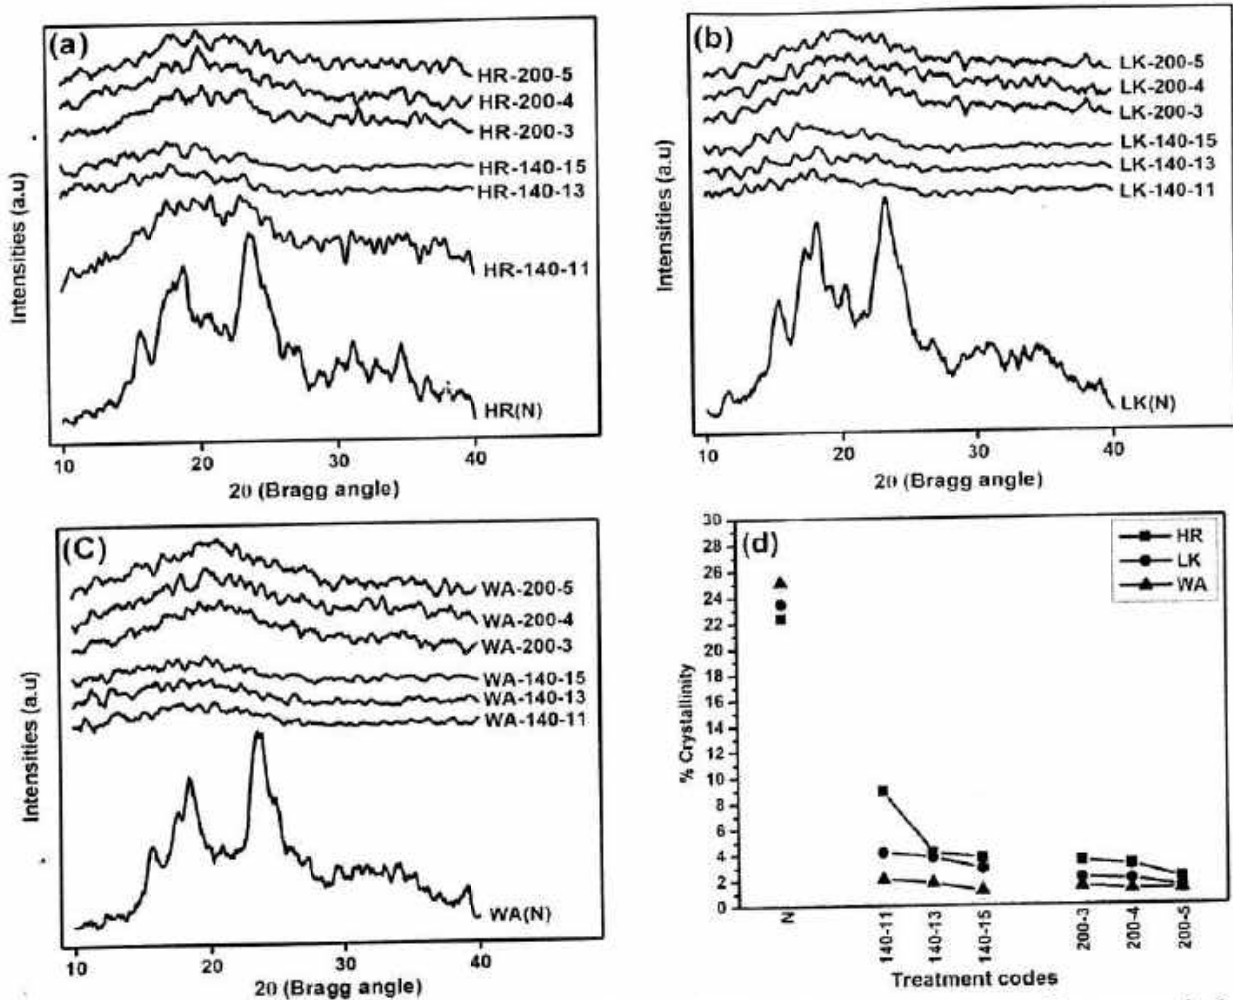 (a)
HR-200-5
HR-200-4
HR-200-3
HR-140-15
HR-140-13
HR-140-11
HR(N)
Intensities (a.u)
10 20 30 40
2θ (Bragg angle)
(b)
LK-200-5
LK-200-4
LK-200-3
LK-140-15
LK-140-13
LK-140-11
LK(N)
Intensities (a.u)
10 20 30 40
2θ (Bragg angle)
(C)
WA-200-5
WA-200-4
WA-200-3
WA-140-15
WA-140-13
WA-140-11
WA(N)
Intensities (a.u)
10 20 30 40
2θ (Bragg angle)
(d)
HR
LK
WA
% Crystallinity
30
28
26
24
22
20
18
16
14
12
10
8
6
4
2
0
N 140-11 140-13 140-15 200-3 200-4 200-5
Treatment codes